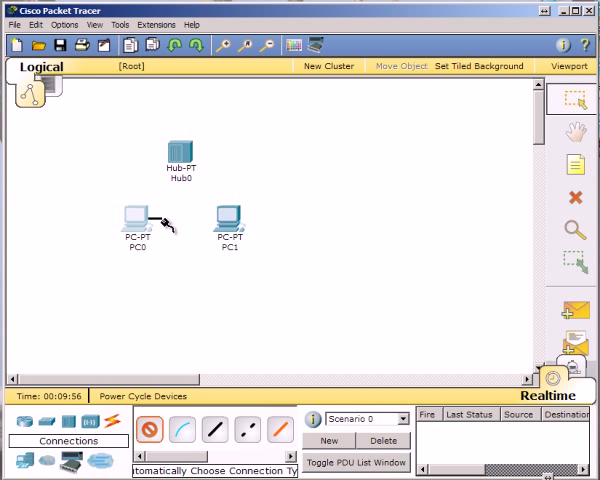 Cisco Packet Tracer
File Edit Options View Tools Extensions Help
Logical [Root] New Cluster Move Object Set Tiled Background Viewport
Hub-PT
Hub0
PC-PT PC-PT
PC0 PC1
Time: 00:09:56 Power Cycle Devices Realtime
Scenario 0 Fire Last Status Source Destination
Connections New Delete
Toggle PDU List Window
utomatically Choose Connection Ty